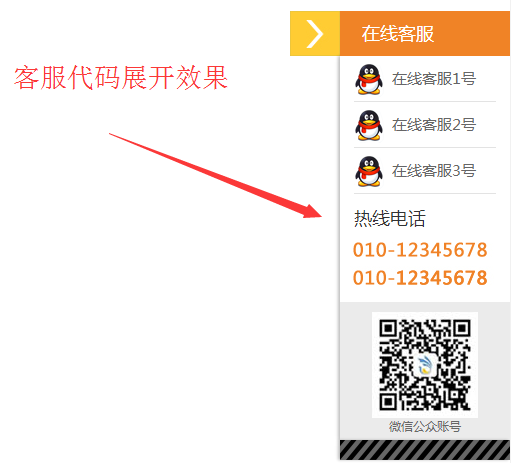 在线客服
客服代码展开效果
在线客服1号
在线客服2号
在线客服3号
热线电话
010-12345678
010-12345678
微信公众账号